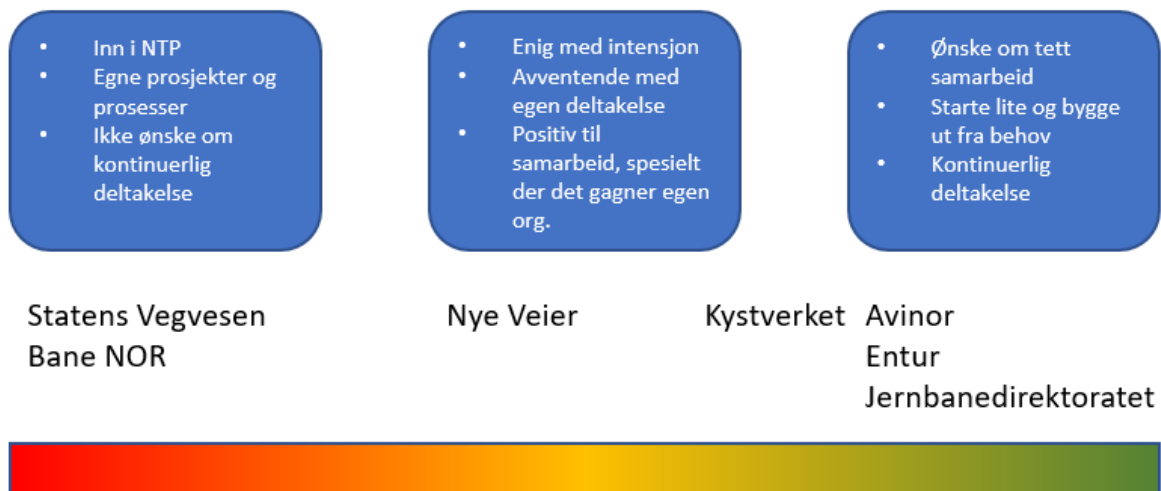 • Inn i NTP
• Egne prosjekter og
prosesser
• Ikke ønske om
kontinuerlig
deltakelse
• Enig med intensjon
• Avventende med
egen deltakelse
• Positiv til
samarbeid, spesielt
der det gagner egen
org.
• Ønske om tett
samarbeid
• Starte lite og bygge
ut fra behov
• Kontinuerlig
deltakelse
Statens Vegvesen
Bane NOR
Nye Veier
Kystverket
Avinor
Entur
Jernbanedirektoratet